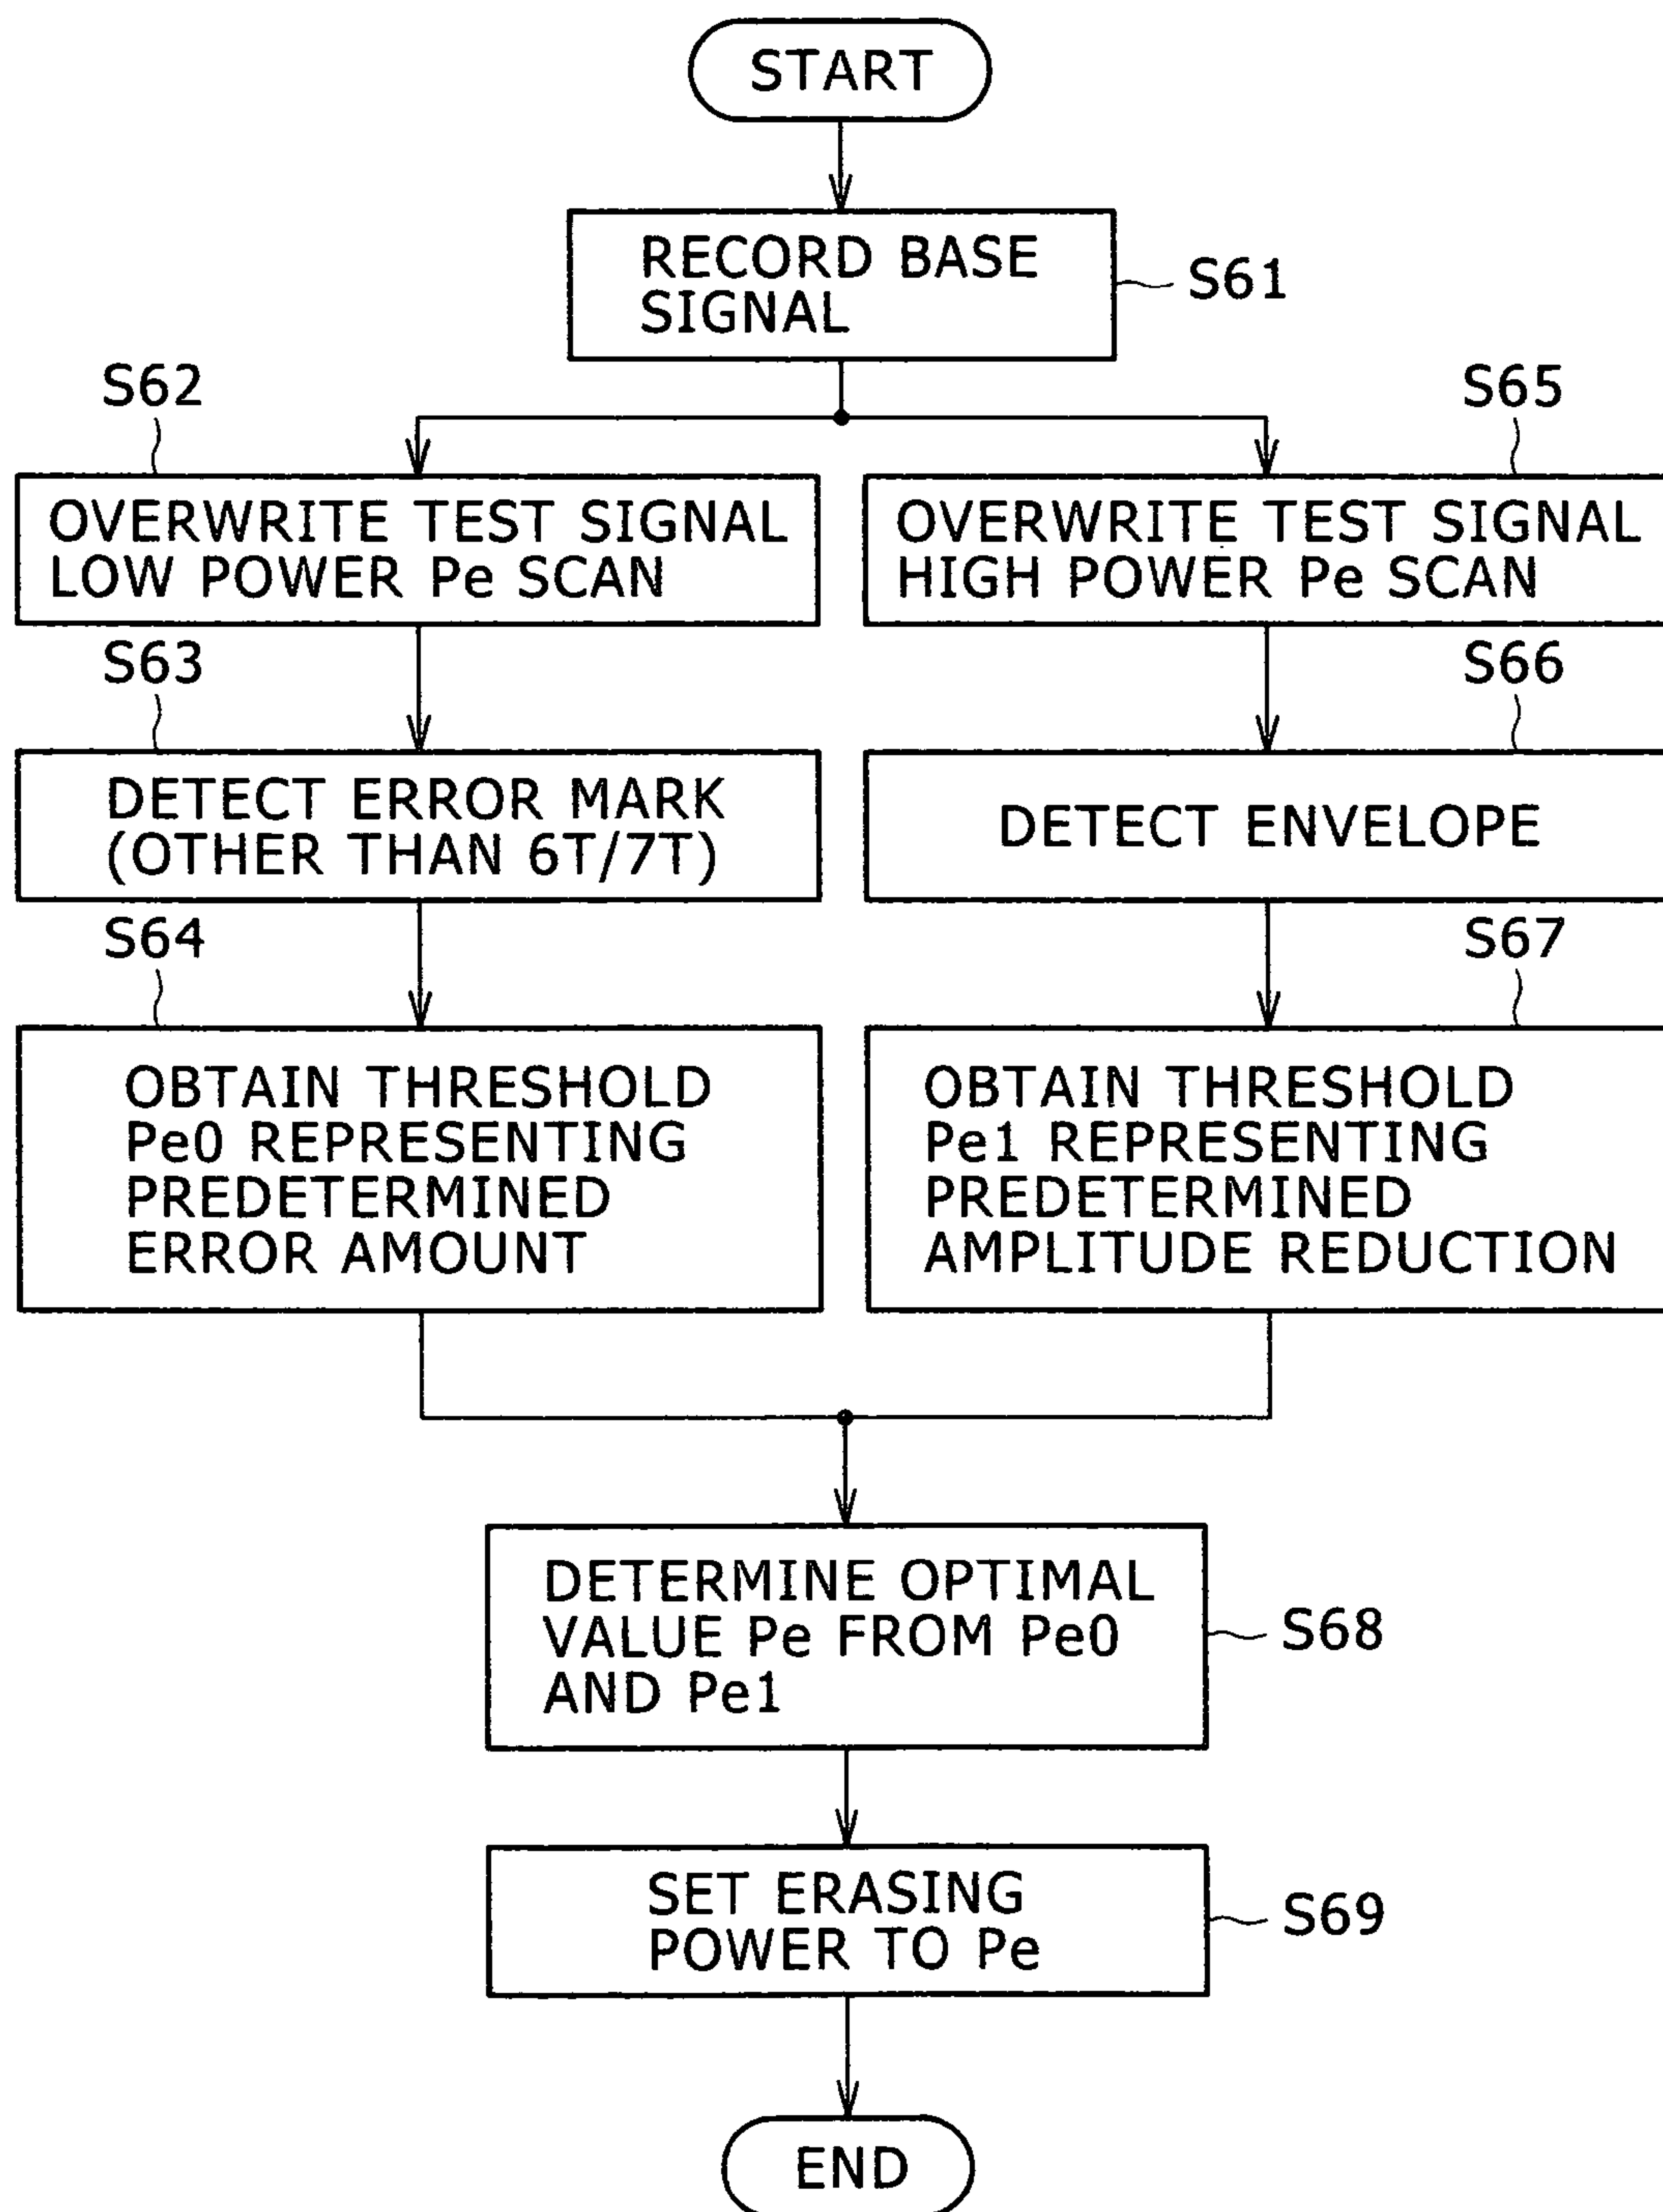 START
RECORD BASE
SIGNAL
S61
S62
OVERWRITE TEST SIGNAL
LOW POWER Pe SCAN
S63
DETECT ERROR MARK
(OTHER THAN 6T/7T)
S64
OBTAIN THRESHOLD
Pe0 REPRESENTING
PREDETERMINED
ERROR AMOUNT
S65
OVERWRITE TEST SIGNAL
HIGH POWER Pe SCAN
S66
DETECT ENVELOPE
S67
OBTAIN THRESHOLD
Pe1 REPRESENTING
PREDETERMINED
AMPLITUDE REDUCTION
DETERMINE OPTIMAL
VALUE Pe FROM Pe0
AND Pe1
S68
SET ERASING
POWER TO Pe
S69
END